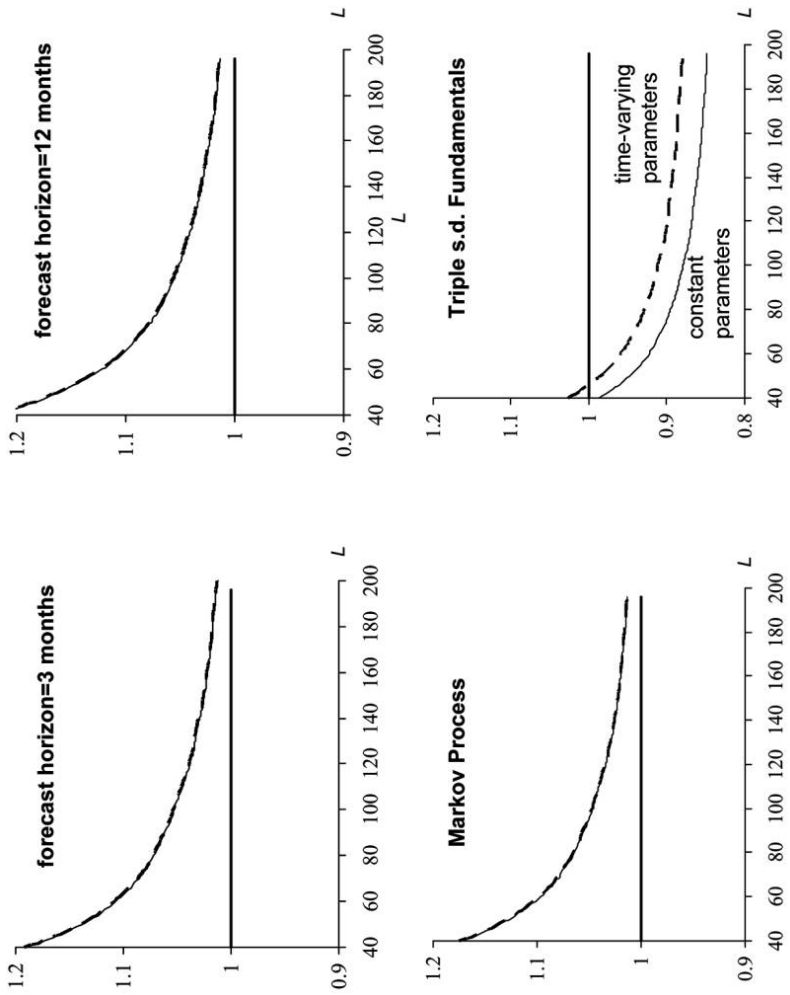 forecast horizon=3 months
1.2
1.1
1
0.9
40 60 80 100 120 140 160 180 200
L
forecast horizon=12 months
1.2
1.1
1
0.9
40 60 80 100 120 140 160 180 200
L
L
Markov Process
1.2
1.1
1
0.9
40 60 80 100 120 140 160 180 200
L
Triple s.d. Fundamentals
1.2
1.1
1
0.9
0.8
time-varying
parameters
constant
parameters
40 60 80 100 120 140 160 180 200
L